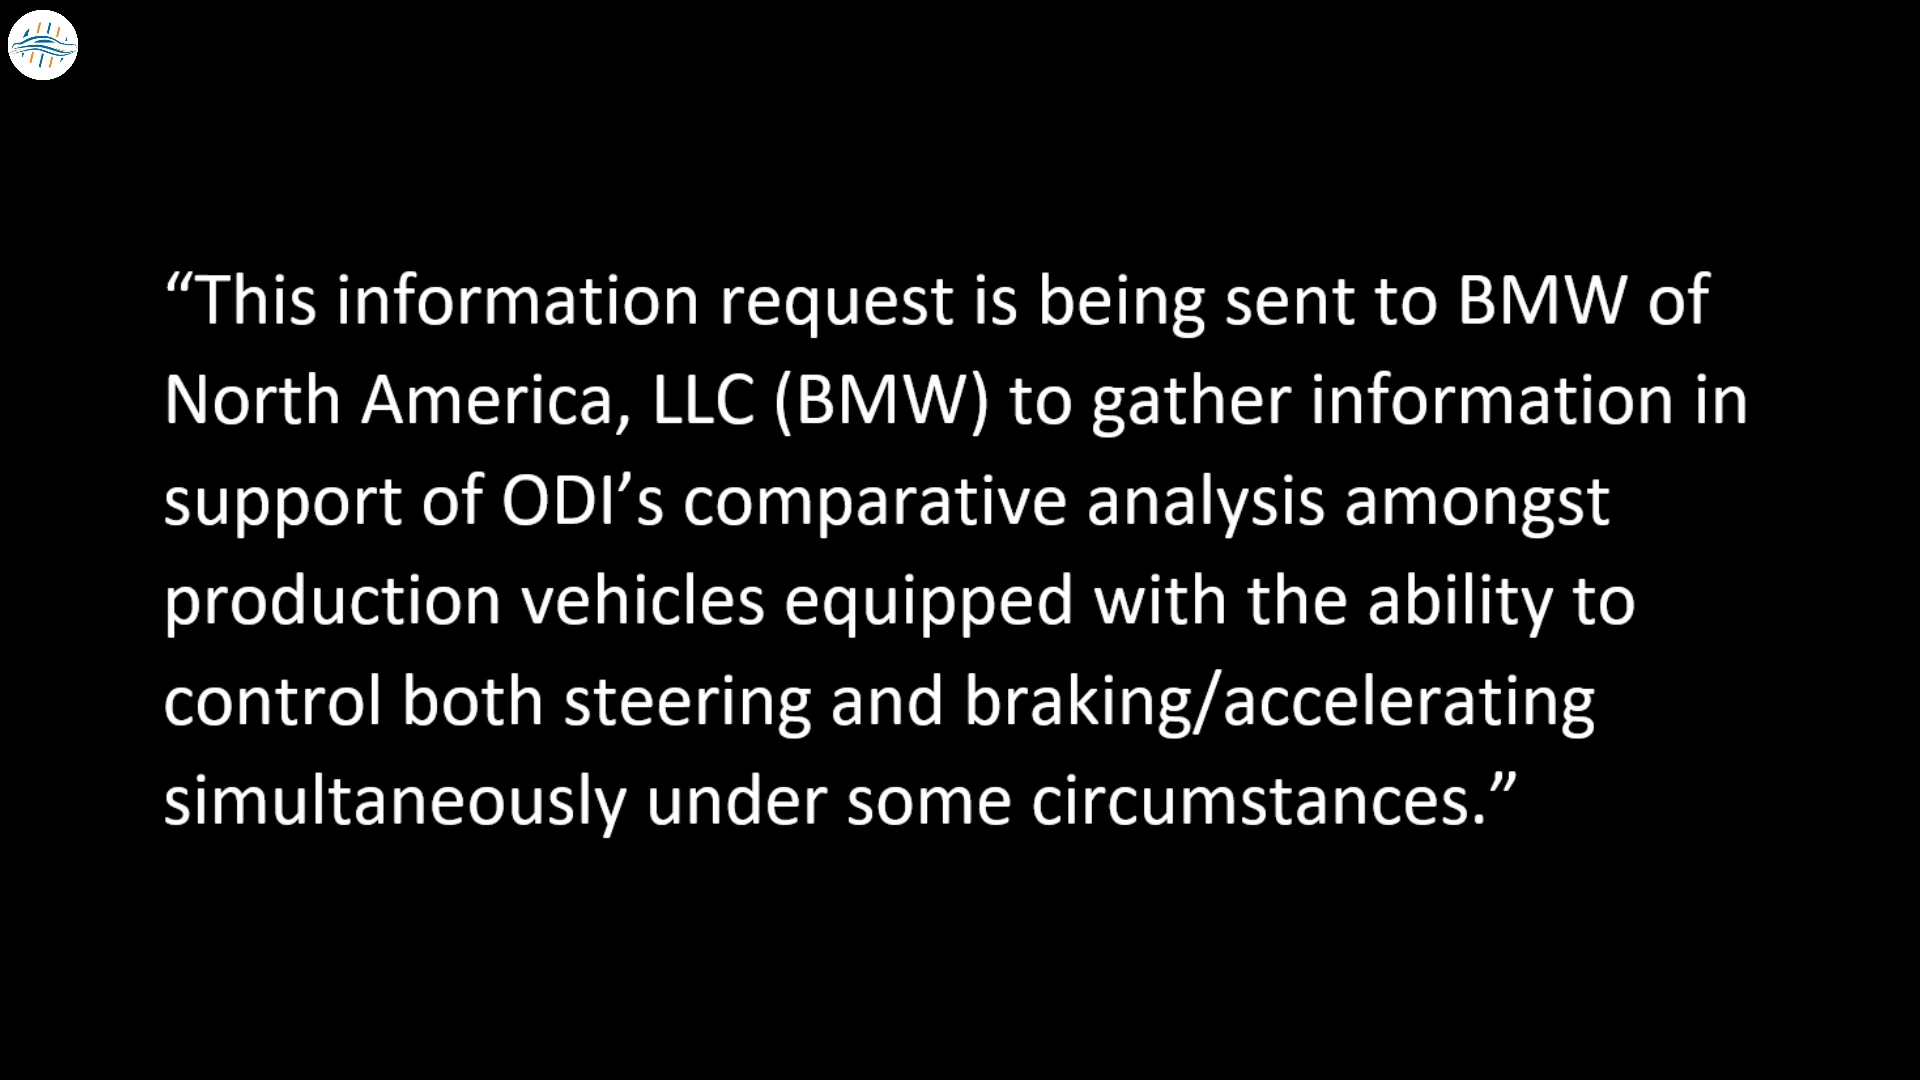 “This information request is being sent to BMW of
North America, LLC (BMW) to gather information in
support of ODI’s comparative analysis amongst
production vehicles equipped with the ability to
control both steering and braking/accelerating
simultaneously under some circumstances.”